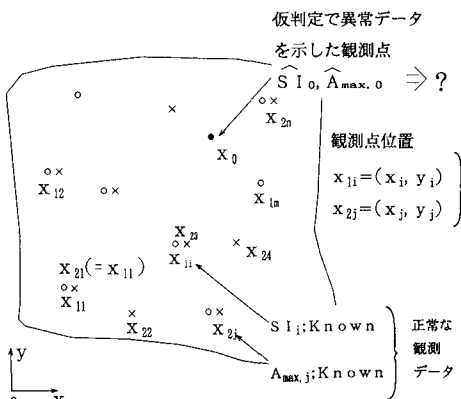 仮判定で異常データ
を示した観測点
ŜI₀, Âmax,₀ ⇒ ?
X₂ₙ
X₀
観測点位置
X₁₂
X₁ₘ
x₁ᵢ=(xᵢ, yᵢ)
x₂ⱼ=(xⱼ, yⱼ)
X₂₃
X₂₄
X₂₁(=X₁₁)
X₁ᵢ
X₁₁
X₂₂
X₂ⱼ
SIᵢ;Known
正常な
観測
データ
Amax,ⱼ;Known
y
o
x